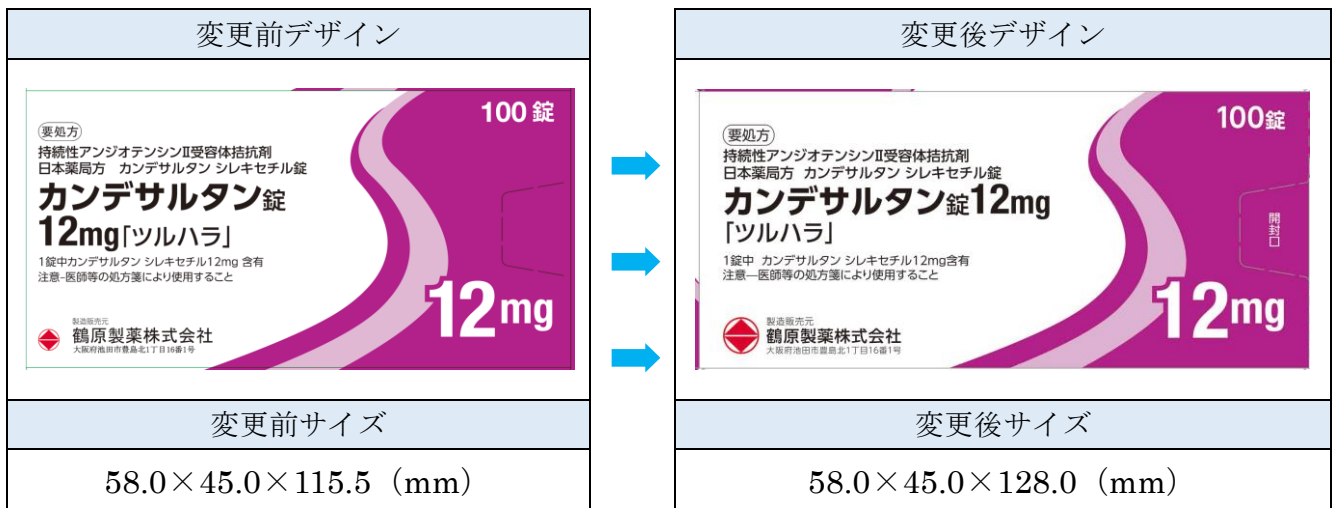 変更前デザイン
100 錠
要処方
持続性アンジオテンシンⅡ受容体拮抗剤
日本薬局方 カンデサルタン シレキセチル錠
カンデサルタン錠
12mg「ツルハラ」
1錠中カンデサルタン シレキセチル12mg 含有
注意-医師等の処方箋により使用すること
12mg
製造販売元
鶴原製薬株式会社
大阪府池田市豊島北1丁目16番1号
変更前サイズ
58.0×45.0×115.5（mm）
変更後デザイン
100錠
要処方
持続性アンジオテンシンⅡ受容体拮抗剤
日本薬局方 カンデサルタン シレキセチル錠
カンデサルタン錠12mg
「ツルハラ」
開封口
1錠中 カンデサルタン シレキセチル12mg含有
注意―医師等の処方箋により使用すること
12mg
製造販売元
鶴原製薬株式会社
大阪府池田市豊島北1丁目16番1号
変更後サイズ
58.0×45.0×128.0（mm）